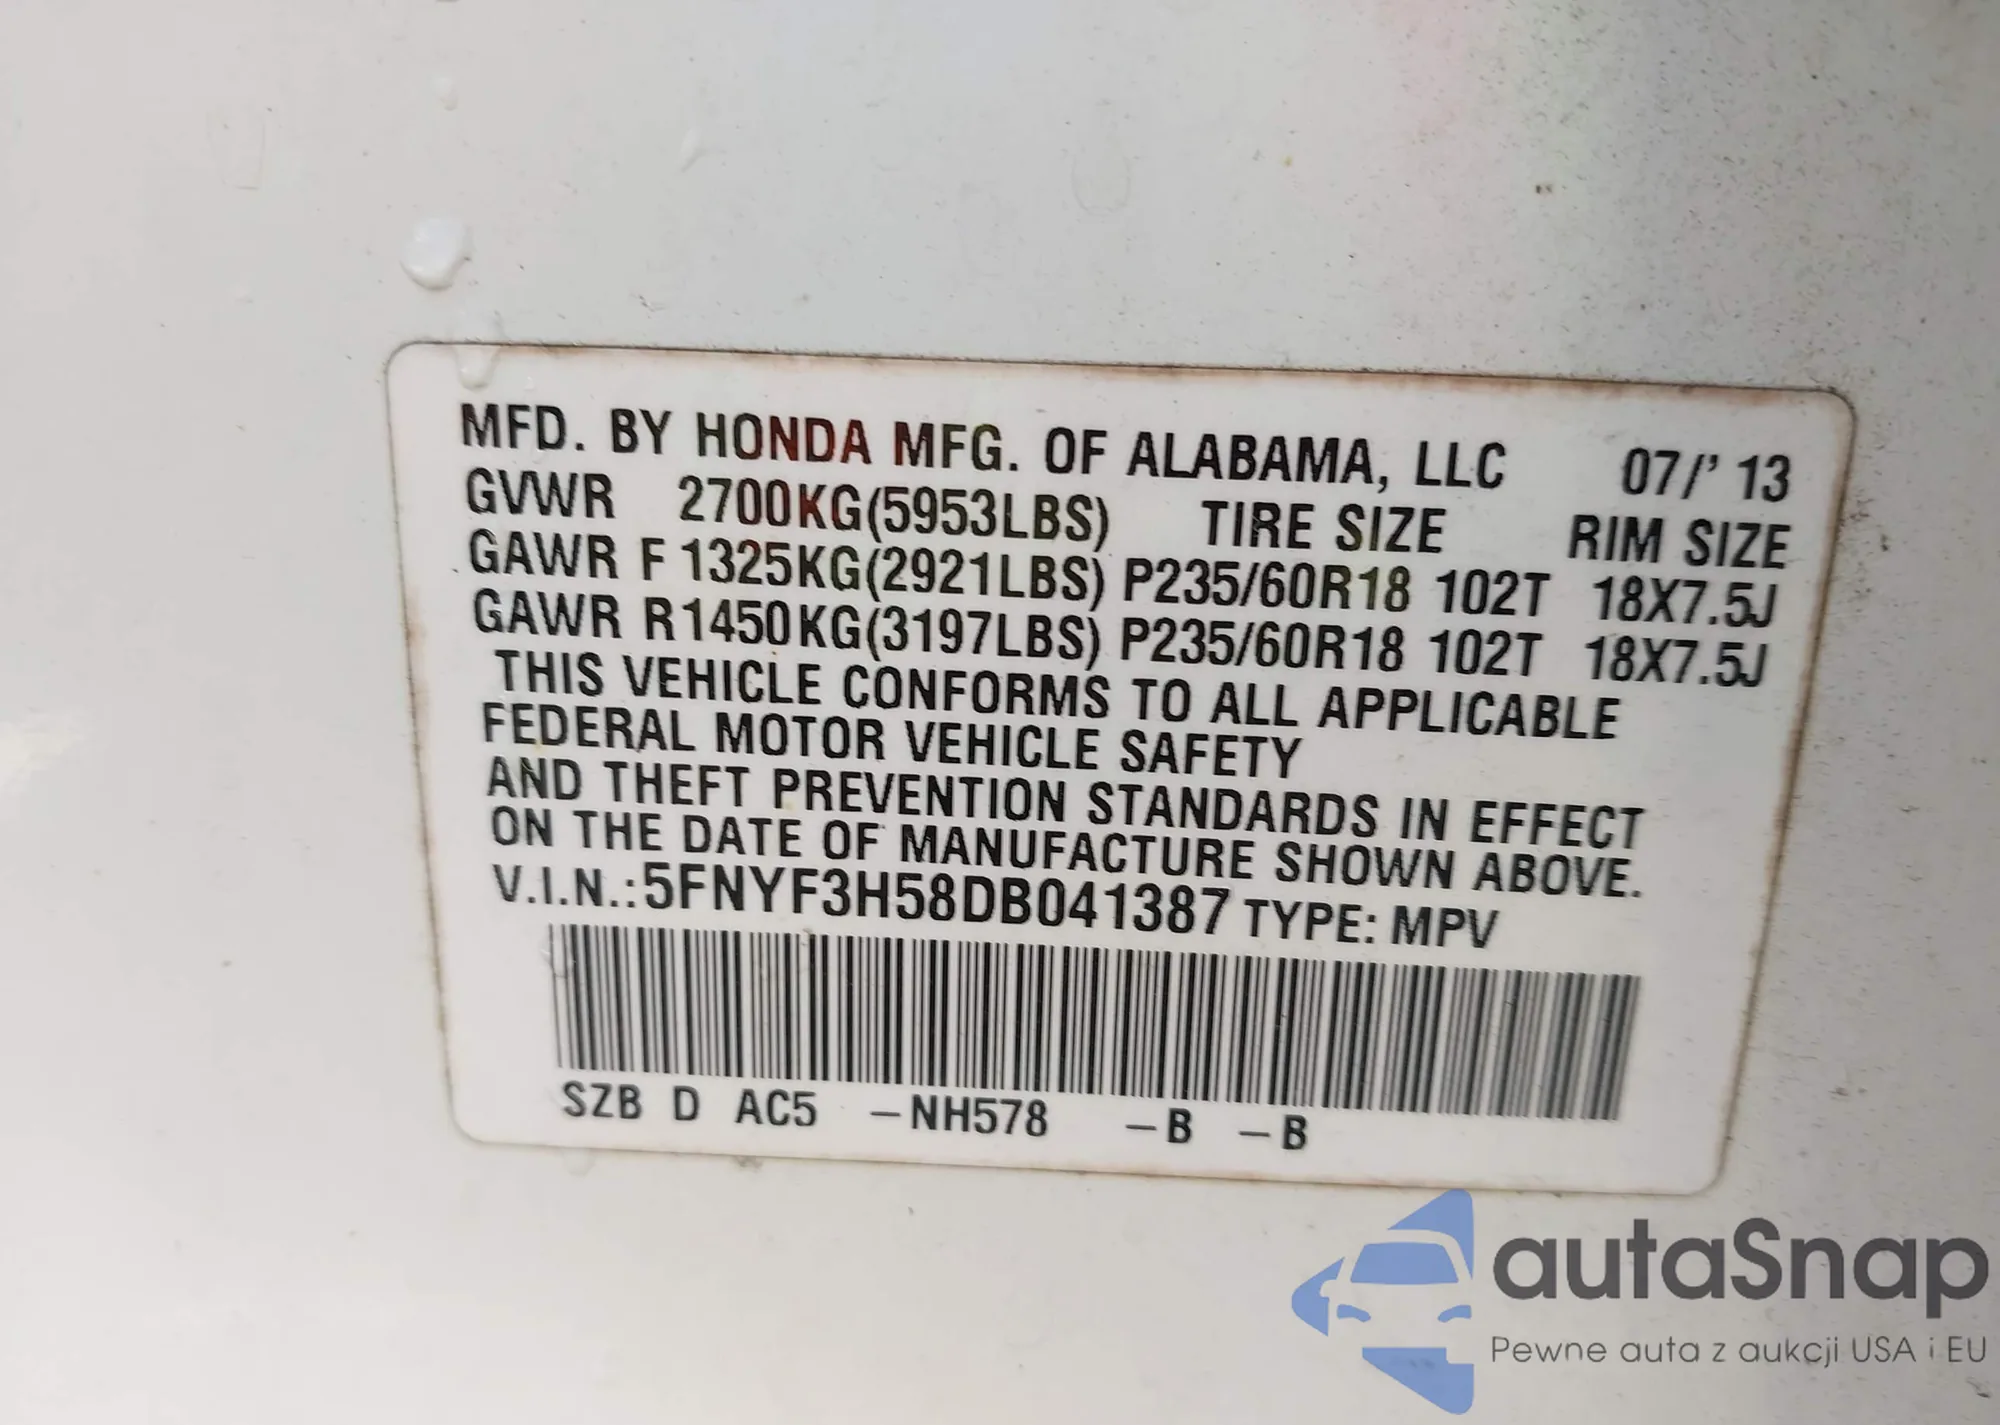 MFD. BY HONDA MFG. OF ALABAMA, LLC 07/' 13
GVWR 2700KG(5953LBS) TIRE SIZE RIM SIZE
GAWR F 1325KG(2921LBS) P235/60R18 102T 18X7.5J
GAWR R1450KG(3197LBS) P235/60R18 102T 18X7.5J
THIS VEHICLE CONFORMS TO ALL APPLICABLE
FEDERAL MOTOR VEHICLE SAFETY
AND THEFT PREVENTION STANDARDS IN EFFECT
ON THE DATE OF MANUFACTURE SHOWN ABOVE.
V.I.N.:5FNYF3H58DB041387 TYPE: MPV
SZB D AC5 –NH578 –B –B
autaSnap
Pewne auta z aukcji USA i EU